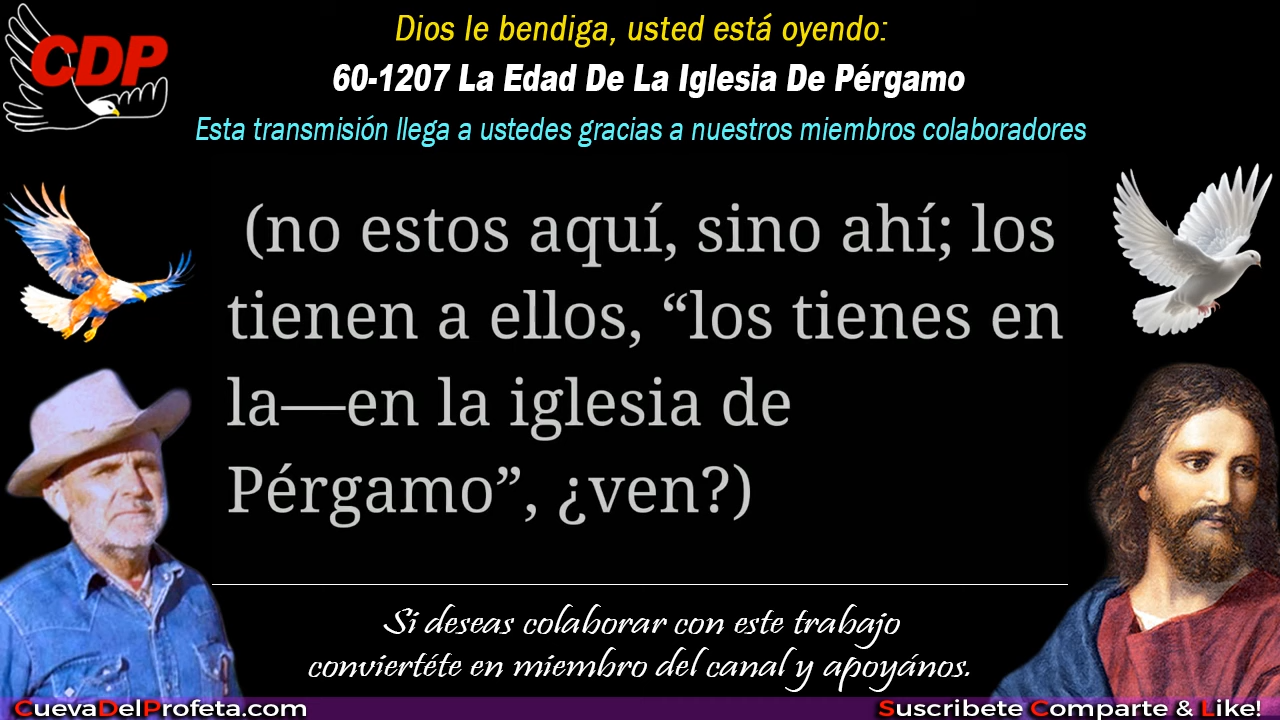 CDP
Dios le bendiga, usted está oyendo:
60-1207 La Edad De La Iglesia De Pérgamo
Esta transmisión llega a ustedes gracias a nuestros miembros colaboradores
(no estos aquí, sino ahí; los
tienen a ellos, “los tienes en
la—en la iglesia de
Pérgamo”, ¿ven?)
Si deseas colaborar con este trabajo
conviertéte en miembro del canal y apoyános.
CuevaDelProfeta.com
Suscribete Comparte & Like!